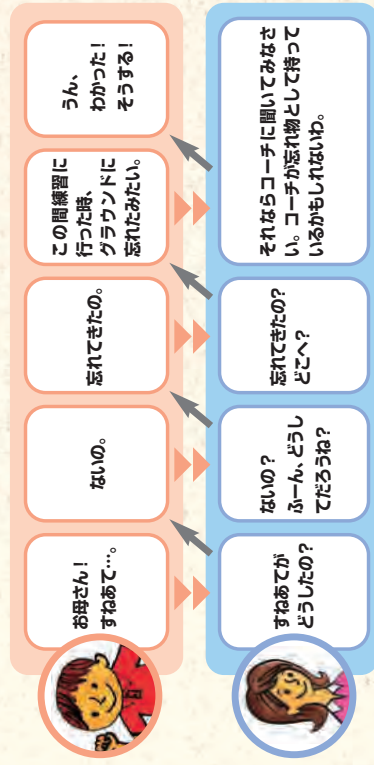 お母さん！
すねあて…。
すねあてが
どうしたの？
ないの。
ないの？
ふーん、どうし
てだろうね？
忘れてきたの。
忘れてきたの？
どこへ？
この間練習に
行った時、
グラウンドに
忘れたみたい。
それならコーチに聞いてみなさ
い。コーチが忘れ物として持って
いるかもしれないわ。
うん、
わかった！
そうする！